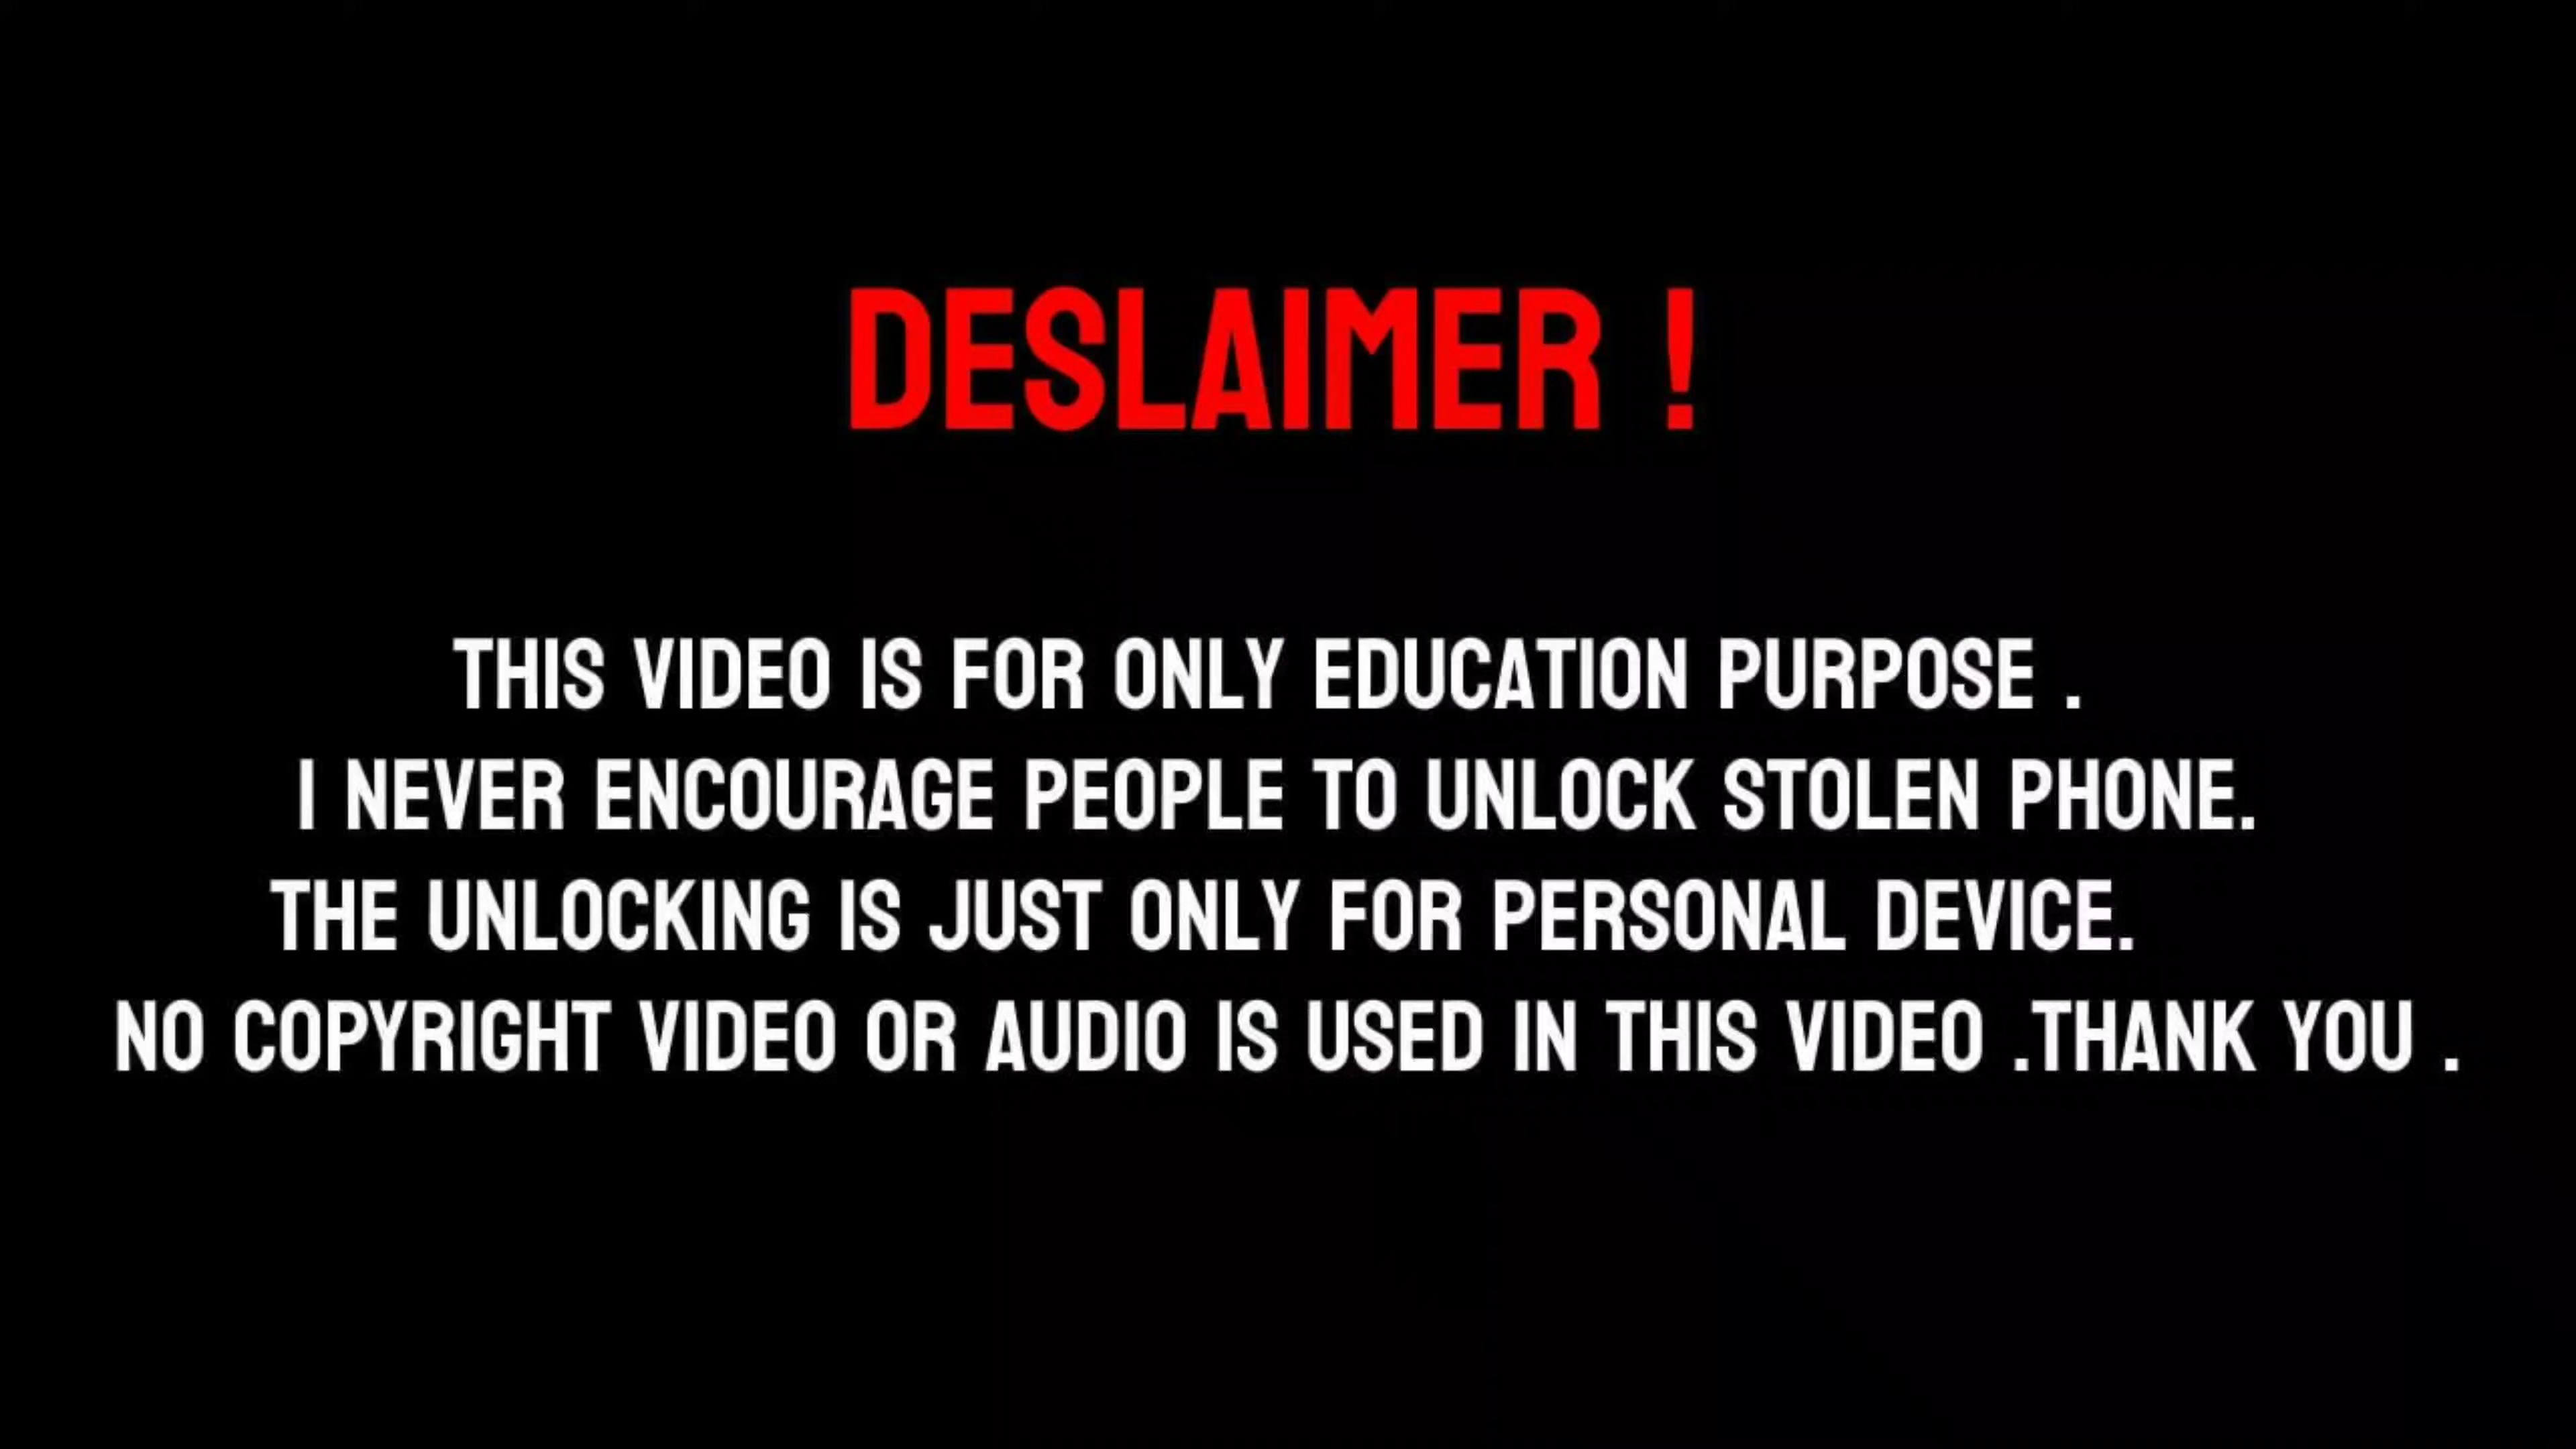 DESLAIMER !
THIS VIDEO IS FOR ONLY EDUCATION PURPOSE .
I NEVER ENCOURAGE PEOPLE TO UNLOCK STOLEN PHONE.
THE UNLOCKING IS JUST ONLY FOR PERSONAL DEVICE.
NO COPYRIGHT VIDEO OR AUDIO IS USED IN THIS VIDEO .THANK YOU .